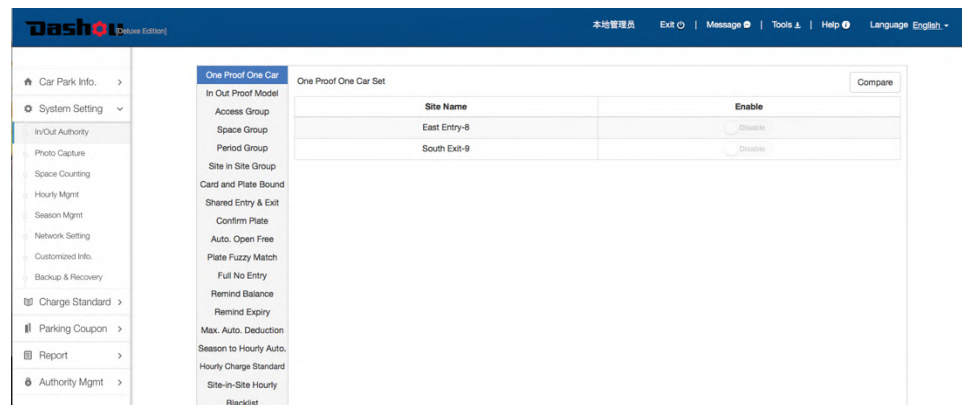 Dashou [Deluxe Edition]
本地管理员 Exit | Message | Tools | Help Language English
Car Park Info.
System Setting
In/Out Authority
Photo Capture
Space Counting
Hourly Mgmt
Season Mgmt
Network Setting
Customized Info.
Backup & Recovery
Charge Standard
Parking Coupon
Report
Authority Mgmt
One Proof One Car
In Out Proof Model
Access Group
Space Group
Period Group
Site in Site Group
Card and Plate Bound
Shared Entry & Exit
Confirm Plate
Auto. Open Free
Plate Fuzzy Match
Full No Entry
Remind Balance
Remind Expiry
Max. Auto. Deduction
Season to Hourly Auto.
Hourly Charge Standard
Site-in-Site Hourly
Blacklist
One Proof One Car Set
Compare
Site Name Enable
East Entry-8 Disable
South Exit-9 Disable